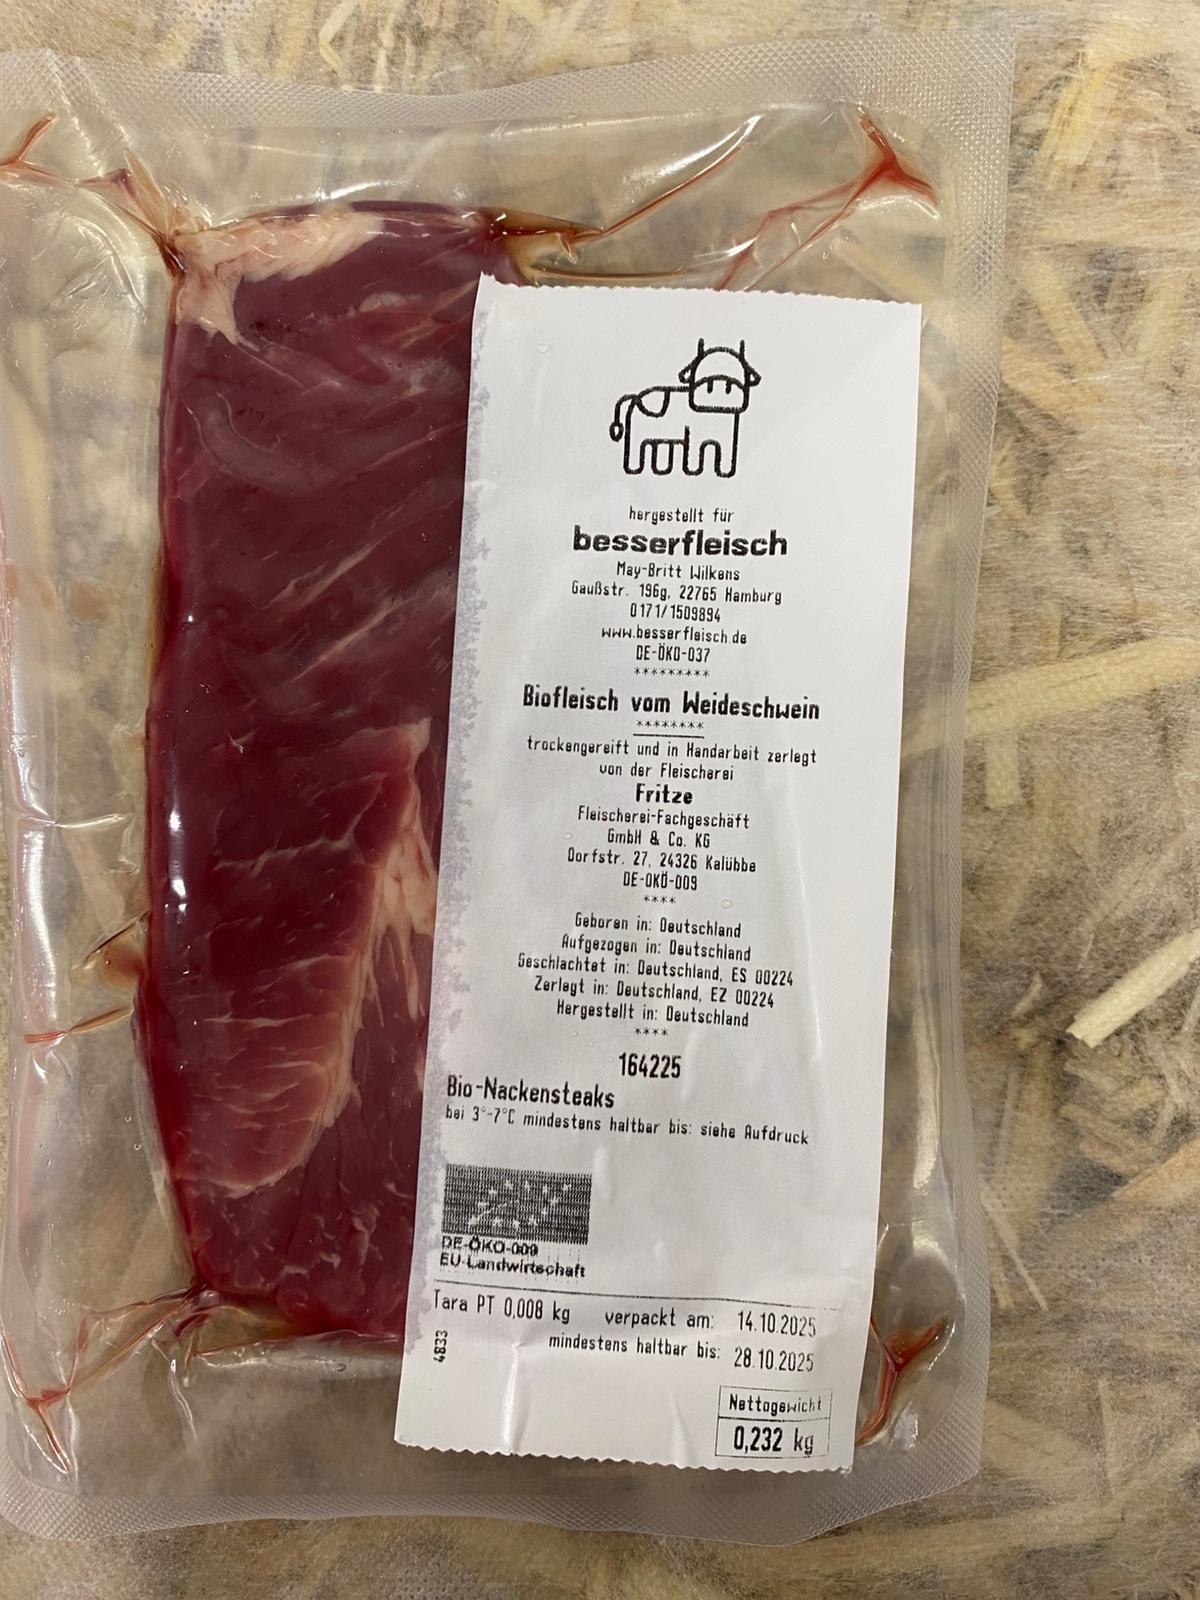 hergestellt für
besserfleisch
May-Britt Wilkens
Gaußstr. 196g, 22765 Hamburg
0171/1509894
www.besserfleisch.de
DE-ÖKO-037
*********
Biofleisch vom Weideschwein
********
trockengereift und in Handarbeit zerlegt
von der Fleischerei
Fritze
Fleischerei-Fachgeschäft
GmbH & Co. KG
Dorfstr. 27, 24326 Kalübbe
DE-OKÖ-009
****
Geboren in: Deutschland
Aufgezogen in: Deutschland
Geschlachtet in: Deutschland, ES 00224
Zerlegt in: Deutschland, EZ 00224
Hergestellt in: Deutschland
****
164225
Bio-Nackensteaks
bei 3°-7°C mindestens haltbar bis: siehe Aufdruck
DE-ÖKO-009
EU-Landwirtschaft
Tara PT 0,008 kg verpackt am: 14.10.2025
mindestens haltbar bis: 28.10.2025
4833
Nettogewicht
0,232 kg